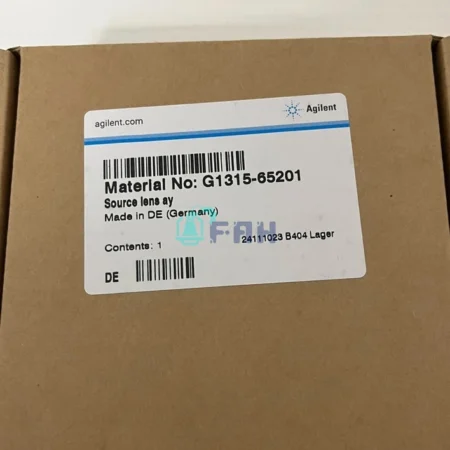 agilent.com
Agilent
Material No: G1315-65201
Source lens ay
Made in DE (Germany)
FAH
Contents: 1
24111023 B404 Lager
DE